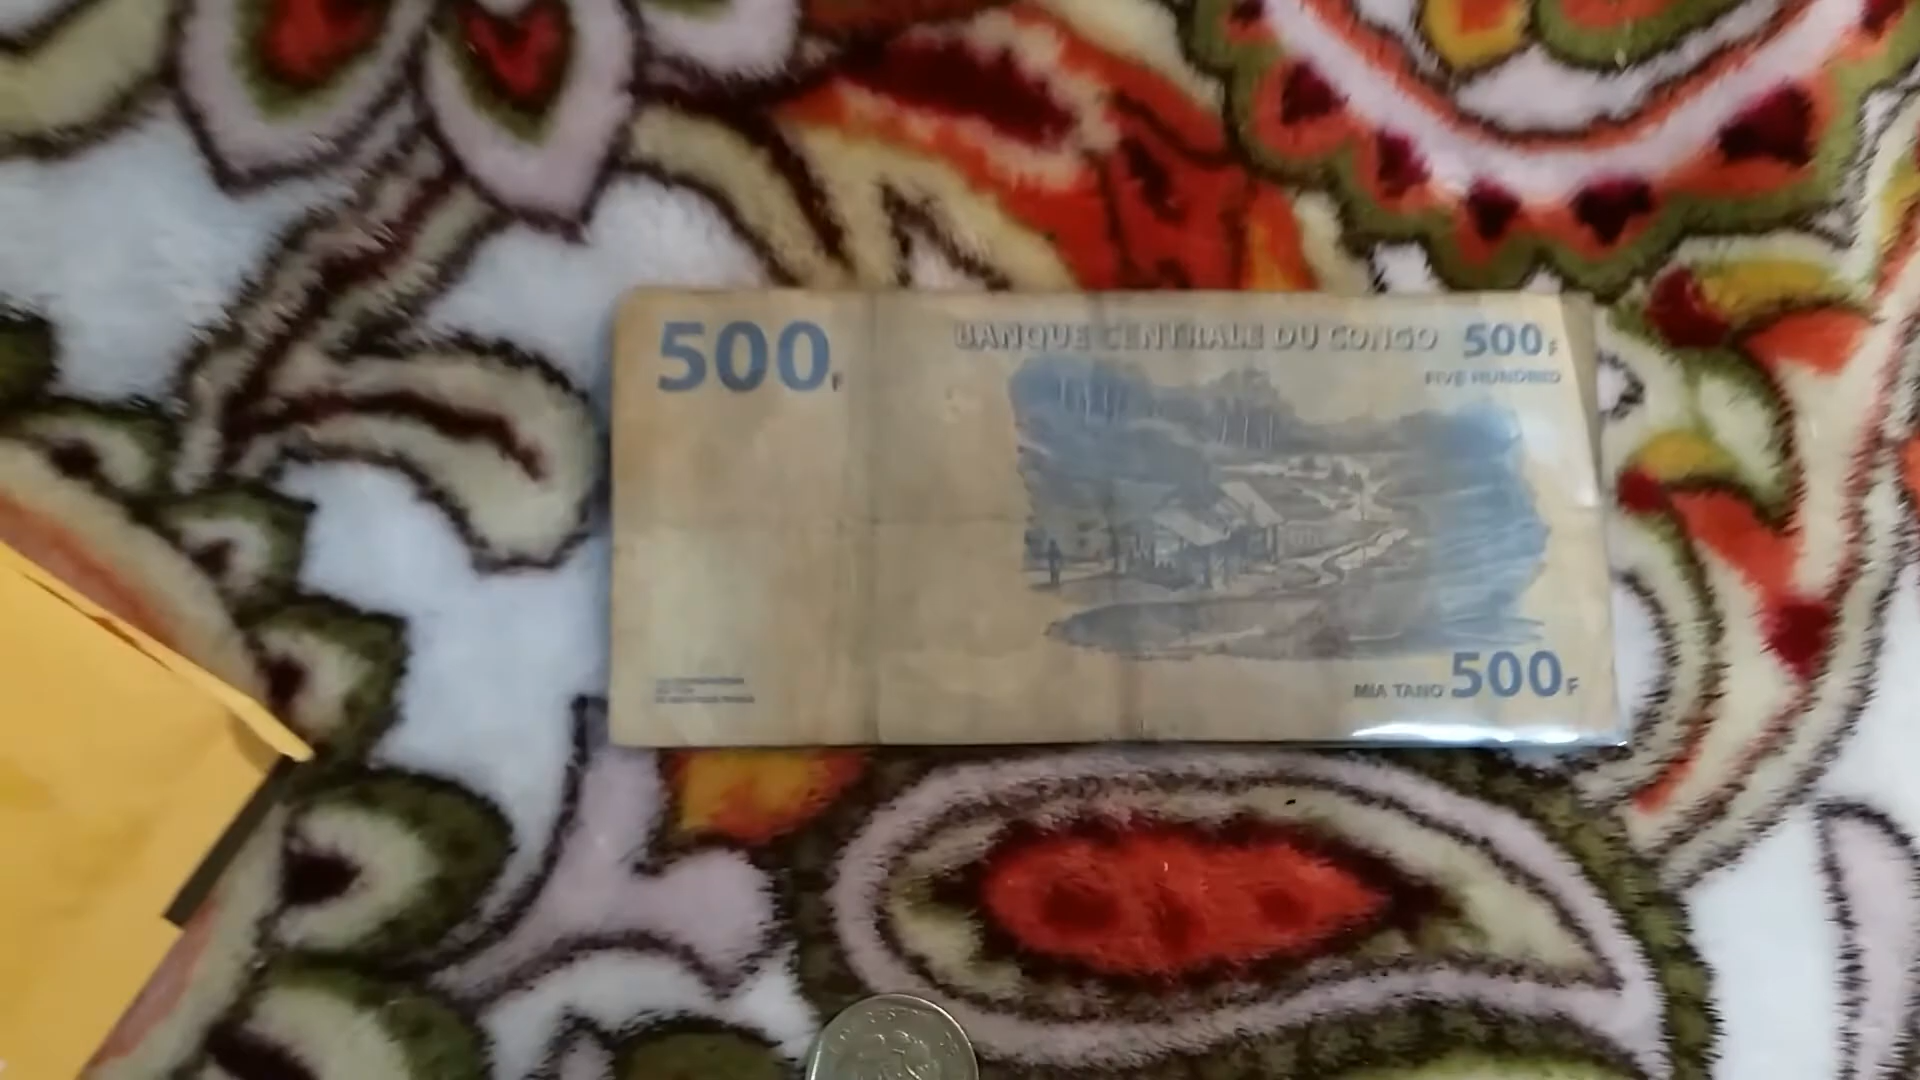 500F
BANQUE CENTRALE DU CONGO
500F
FIVE HUNDRED
MIA TANO 500F